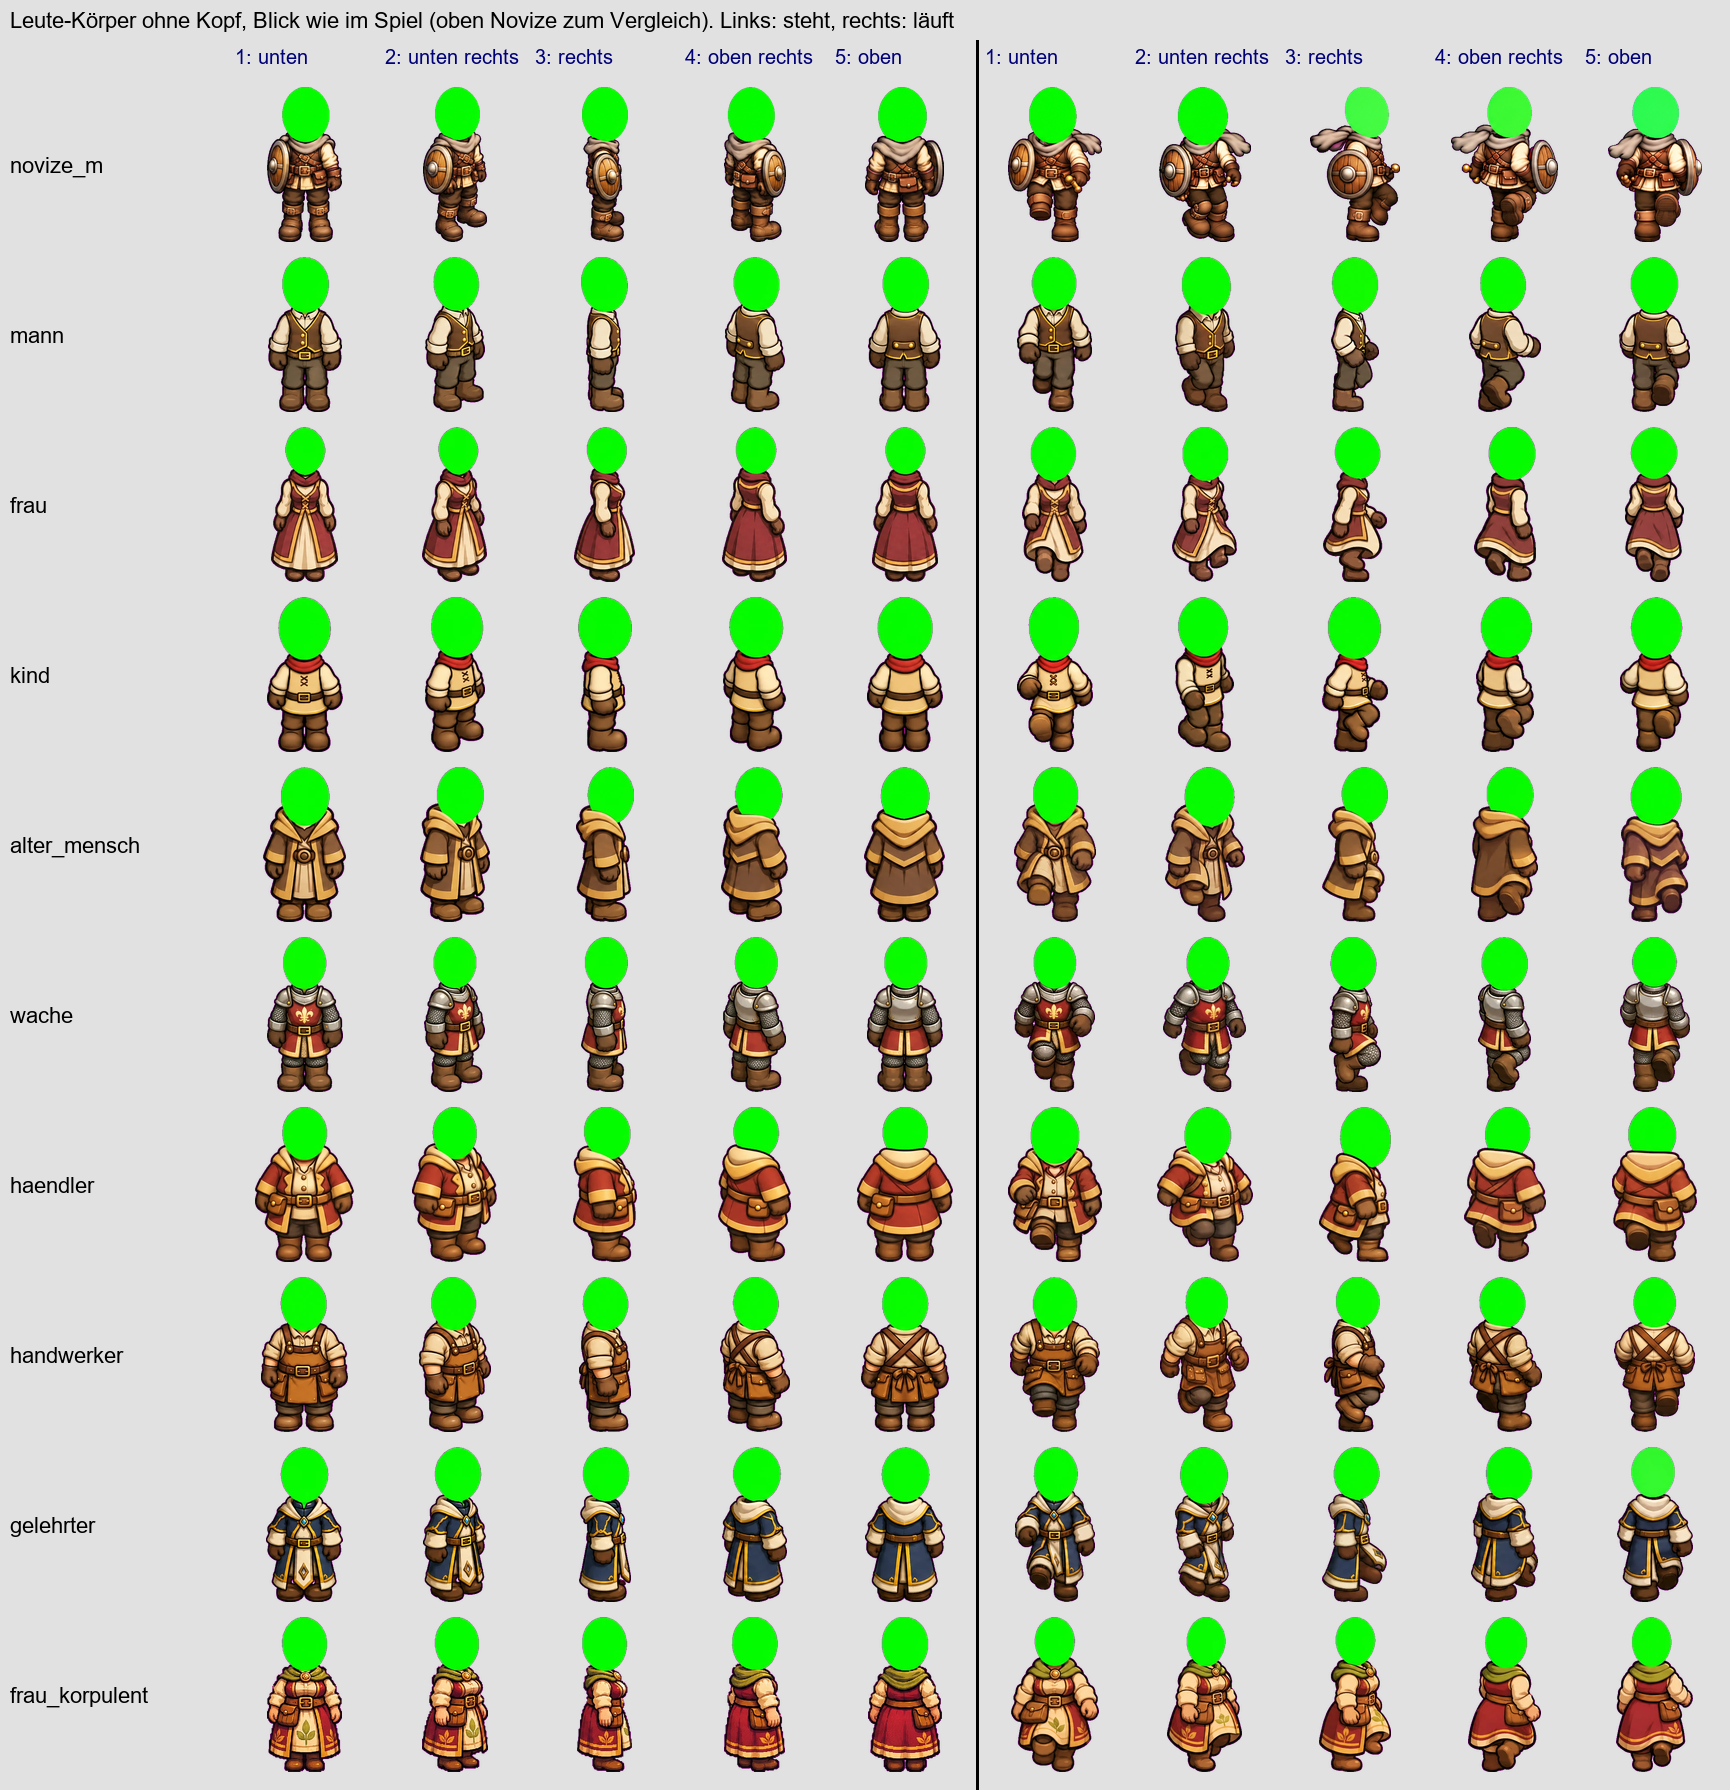 Leute-Körper ohne Kopf, Blick wie im Spiel (oben Novize zum Vergleich). Links: steht, rechts: läuft
1: unten 2: unten rechts 3: rechts 4: oben rechts 5: oben 1: unten 2: unten rechts 3: rechts 4: oben rechts 5: oben
novize_m
mann
frau
kind
alter_mensch
wache
haendler
handwerker
gelehrter
frau_korpulent